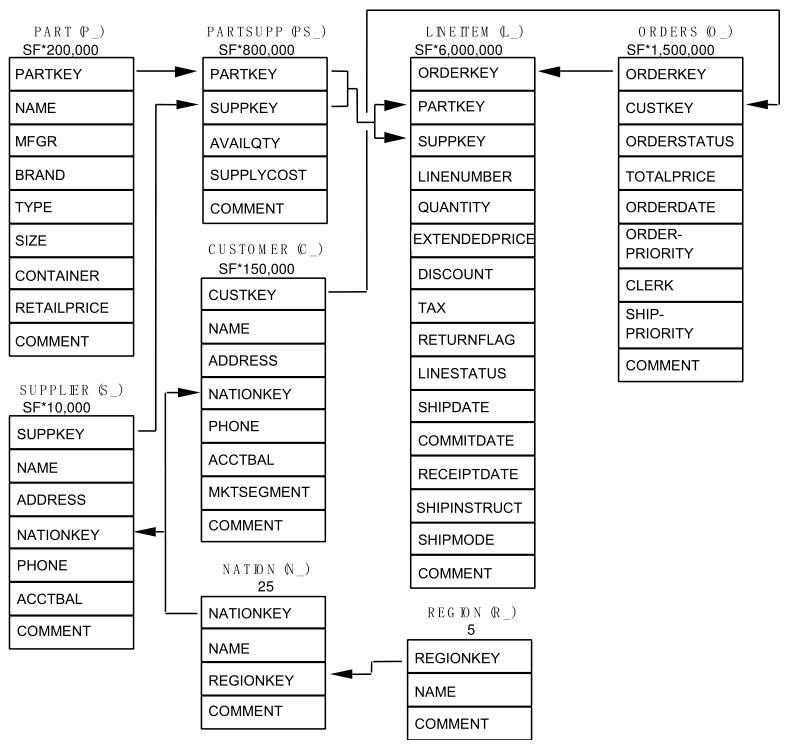 PART (P_)
SF*200,000
PARTKEY
NAME
MFGR
BRAND
TYPE
SIZE
CONTAINER
RETAILPRICE
COMMENT
SUPPLIER (S_)
SF*10,000
SUPPKEY
NAME
ADDRESS
NATIONKEY
PHONE
ACCTBAL
COMMENT
PARTSUPP (PS_)
SF*800,000
PARTKEY
SUPPKEY
AVAILQTY
SUPPLYCOST
COMMENT
CUSTOMER (C_)
SF*150,000
CUSTKEY
NAME
ADDRESS
NATIONKEY
PHONE
ACCTBAL
MKTSEGMENT
COMMENT
NATION (N_)
25
NATIONKEY
NAME
REGIONKEY
COMMENT
LINEITEM (L_)
SF*6,000,000
ORDERKEY
PARTKEY
SUPPKEY
LINENUMBER
QUANTITY
EXTENDEDPRICE
DISCOUNT
TAX
RETURNFLAG
LINESTATUS
SHIPDATE
COMMITDATE
RECEIPTDATE
SHIPINSTRUCT
SHIPMODE
COMMENT
REGION (R_)
5
REGIONKEY
NAME
COMMENT
ORDERS (O_)
SF*1,500,000
ORDERKEY
CUSTKEY
ORDERSTATUS
TOTALPRICE
ORDERDATE
ORDER-
PRIORITY
CLERK
SHIP-
PRIORITY
COMMENT